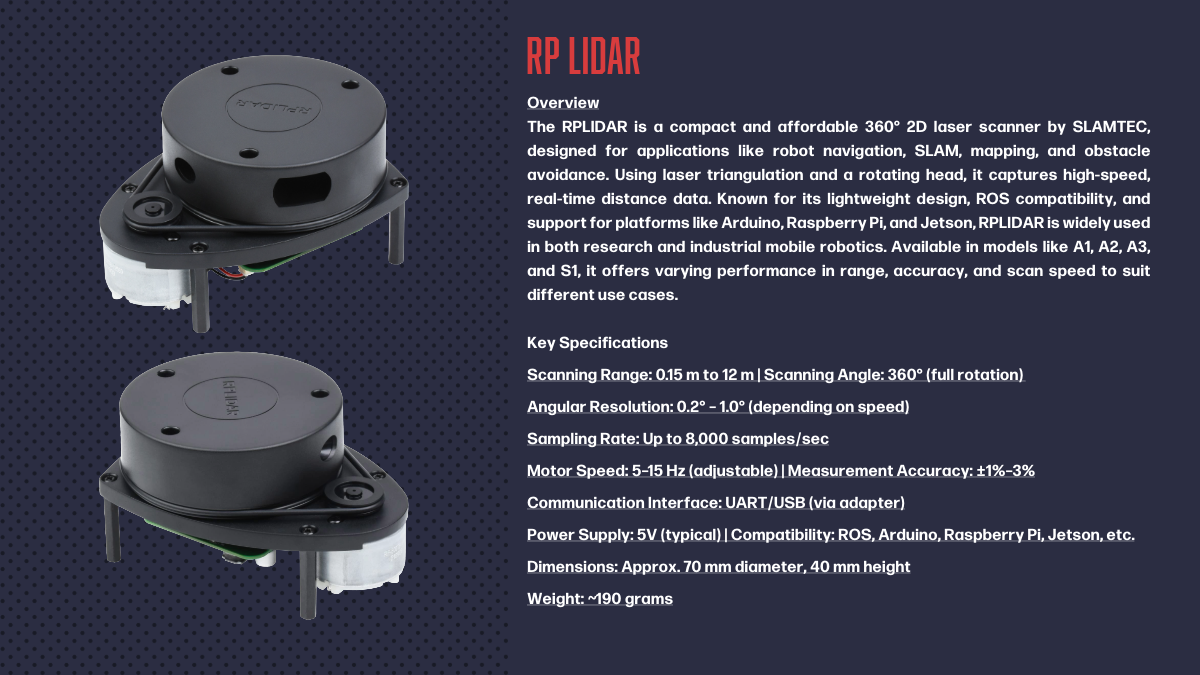 RP LIDAR
Overview
The RPLIDAR is a compact and affordable 360° 2D laser scanner by SLAMTEC,
designed for applications like robot navigation, SLAM, mapping, and obstacle
avoidance. Using laser triangulation and a rotating head, it captures high-speed,
real-time distance data. Known for its lightweight design, ROS compatibility, and
support for platforms like Arduino, Raspberry Pi, and Jetson, RPLIDAR is widely used
in both research and industrial mobile robotics. Available in models like A1, A2, A3,
and S1, it offers varying performance in range, accuracy, and scan speed to suit
different use cases.
Key Specifications
Scanning Range: 0.15 m to 12 m | Scanning Angle: 360° (full rotation)
Angular Resolution: 0.2° – 1.0° (depending on speed)
Sampling Rate: Up to 8,000 samples/sec
Motor Speed: 5–15 Hz (adjustable) | Measurement Accuracy: ±1%–3%
Communication Interface: UART/USB (via adapter)
Power Supply: 5V (typical) | Compatibility: ROS, Arduino, Raspberry Pi, Jetson, etc.
Dimensions: Approx. 70 mm diameter, 40 mm height
Weight: ~190 grams
RPLIDAR
RPLIDAR